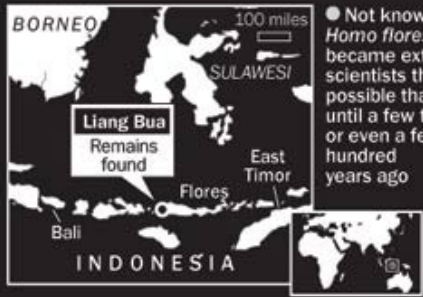 BORNEO
100 miles
SULAWESI
Liang Bua
Remains
found
East
Timor
Flores
Bali
INDONESIA
● Not know
Homo flore
became ext
scientists th
possible tha
until a few t
or even a fe
hundred
years ago